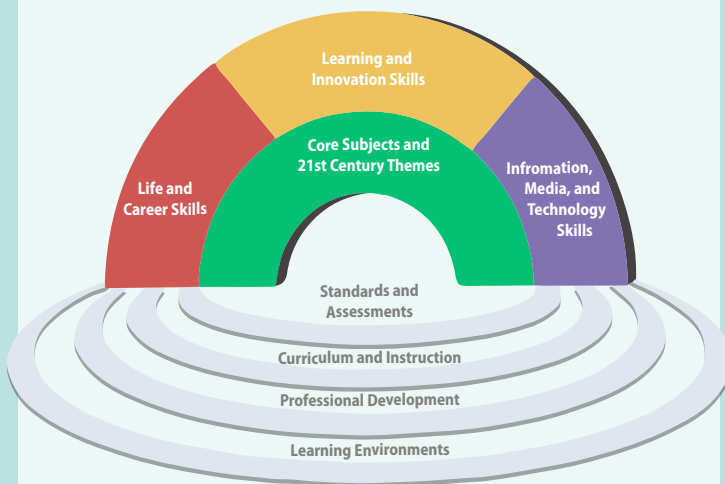 Learning and
Innovation Skills
Core Subjects and
21st Century Themes
Life and
Career Skills
Infromation,
Media, and
Technology
Skills
Standards and
Assessments
Curriculum and Instruction
Professional Development
Learning Environments